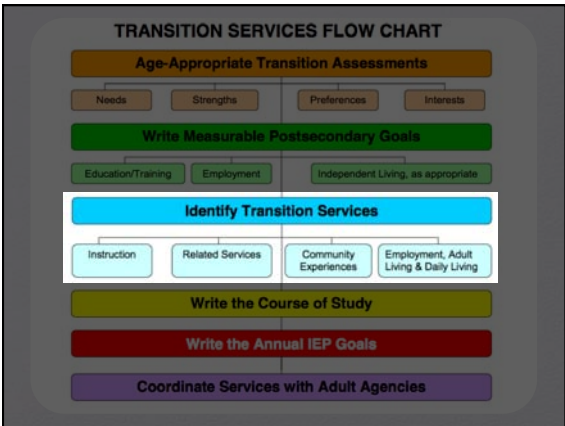 TRANSITION SERVICES FLOW CHART
Age-Appropriate Transition Assessments
Needs
Strengths
Preferences
Interests
Write Measurable Postsecondary Goals
Education/Training
Employment
Independent Living, as appropriate
Identify Transition Services
Instruction
Related Services
Community
Experiences
Employment, Adult
Living & Daily Living
Write the Course of Study
Write the Annual IEP Goals
Coordinate Services with Adult Agencies